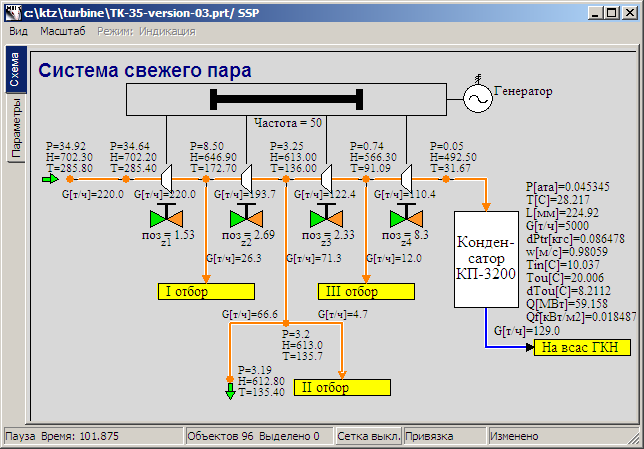 c:\ktz\turbine\TK-35-version-03.prt/ SSP
Вид Масштаб Режим: Индикация
Схема
Параметры
Система свежего пара
Генератор
Частота = 50
P=34.92
H=702.30
T=285.80
P=34.64
H=702.20
T=285.40
P=8.50
H=646.90
T=172.70
P=3.25
H=613.00
T=136.00
P=0.74
H=566.30
T=91.09
P=0.05
H=492.50
T=31.67
G[т/ч]=220.0
G[т/ч]=220.0
G[т/ч]=193.7
G[т/ч]=122.4
G[т/ч]=110.4
поз = 1.53
z1
поз = 2.69
z2
поз = 2.33
z3
поз = 8.3
z4
G[т/ч]=26.3
G[т/ч]=71.3
G[т/ч]=12.0
I отбор
III отбор
Конден-
сатор
КП-3200
P[ата]=0.045345
T[C]=28.217
L[мм]=224.92
G[т/ч]=5000
dPtr[кгс]=0.086478
w[м/с]=0.98059
Tin[C]=10.037
Tou[C]=20.006
dTou[C]=8.2112
Q[МВт]=59.158
Qf[кВт/м2]=0.018487
G[т/ч]=129.0
На всас ГКН
G[т/ч]=66.6
G[т/ч]=4.7
P=3.2
H=613.0
T=135.7
P=3.19
H=612.80
T=135.40
II отбор
Пауза Время: 101.875
Объектов 96 Выделено 0
Сетка выкл.
Привязка
Изменено